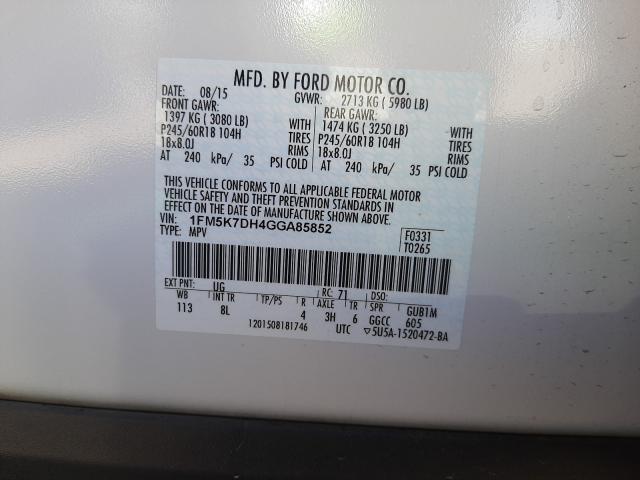 MFD. BY FORD MOTOR CO.
DATE: 08/15 GVWR: 2713 KG ( 5980 LB)
FRONT GAWR: REAR GAWR:
1397 KG ( 3080 LB) WITH 1474 KG ( 3250 LB) WITH
P245/60R18 104H TIRES P245/60R18 104H TIRES
18x8.0J RIMS 18x8.0J RIMS
AT 240 kPa/ 35 PSI COLD AT 240 kPa/ 35 PSI COLD
THIS VEHICLE CONFORMS TO ALL APPLICABLE FEDERAL MOTOR
VEHICLE SAFETY AND THEFT PREVENTION STANDARDS IN
EFFECT ON THE DATE OF MANUFACTURE SHOWN ABOVE.
VIN: 1FM5K7DH4GGA85852 F0331
TYPE: MPV T0265
EXT PNT: UG RC: 71 DSO:
WB INT TR TP/PS R AXLE TR SPR GUB1M
113 8L 4 3H 6 GGCC 605
1201508181746 UTC ▽5U5A-1520472-BA